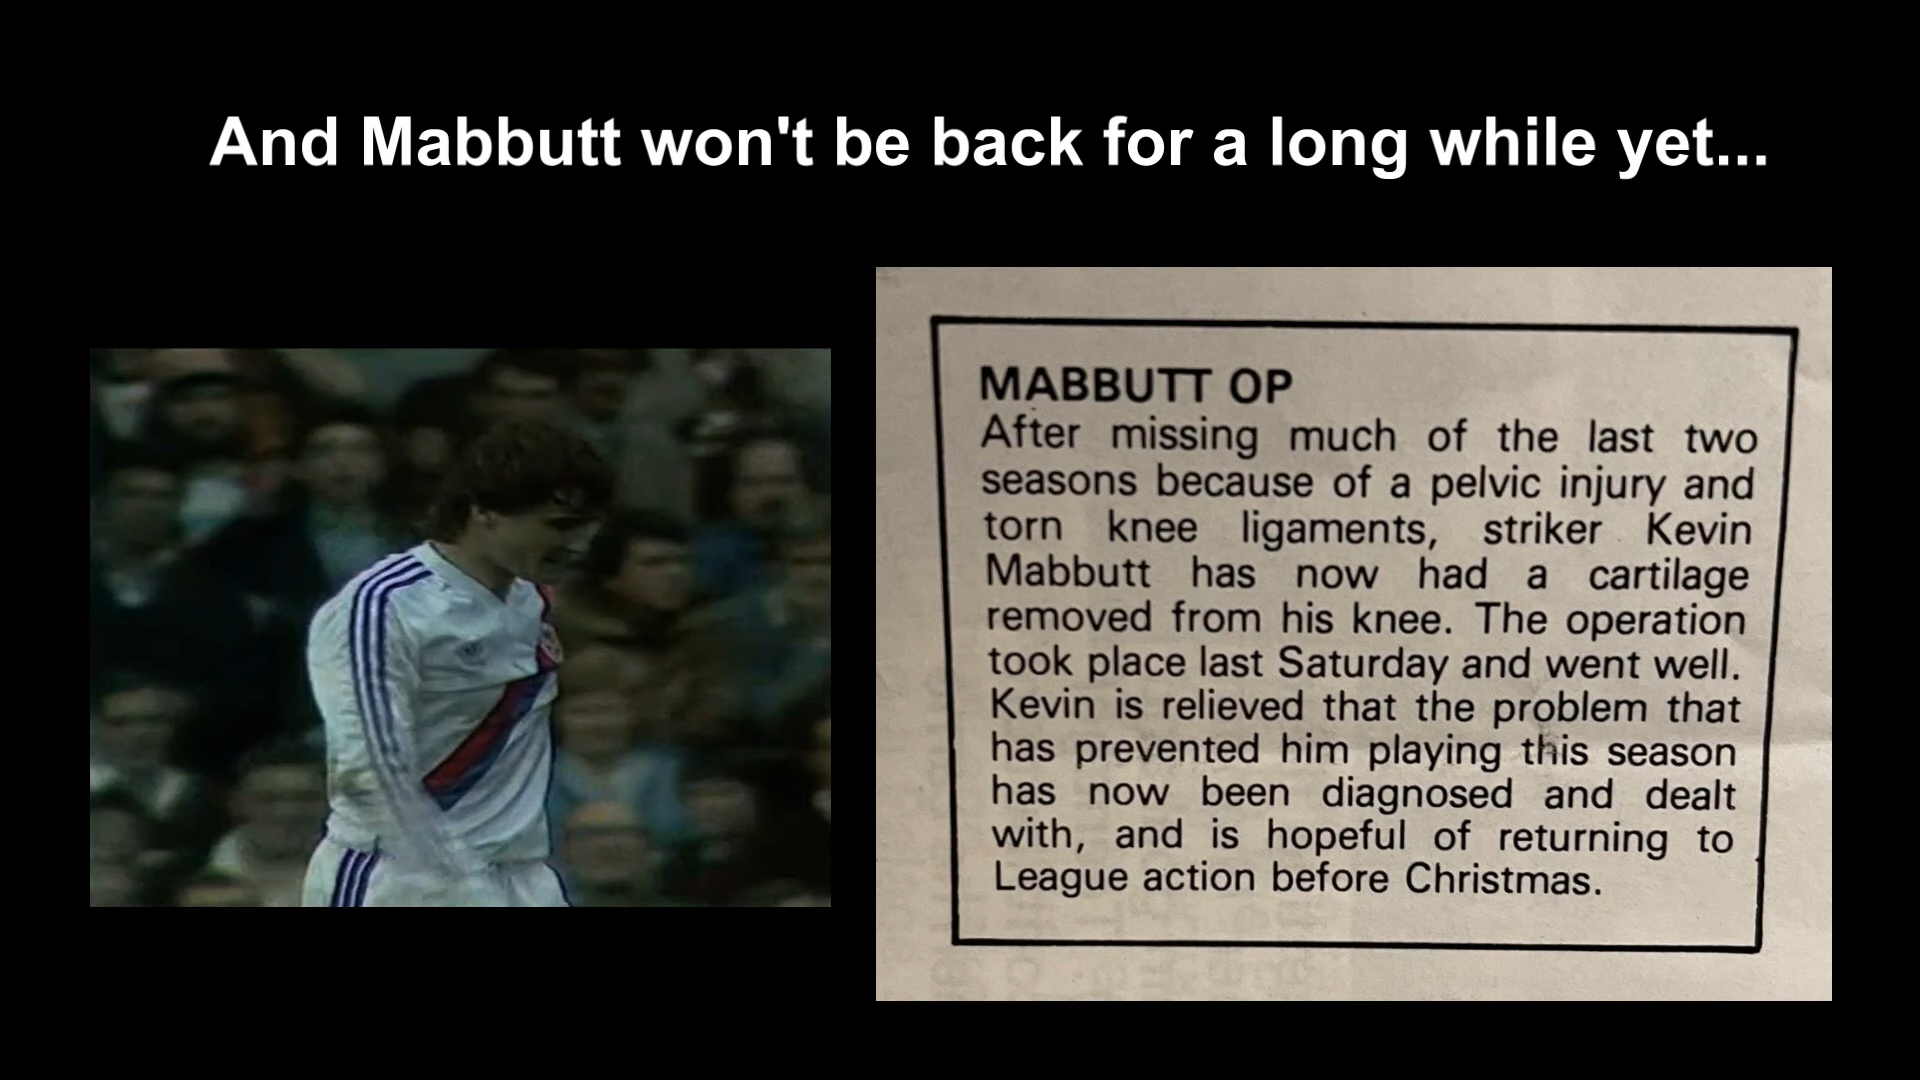 And Mabbutt won't be back for a long while yet...
MABBUTT OP
After missing much of the last two
seasons because of a pelvic injury and
torn knee ligaments, striker Kevin
Mabbutt has now had a cartilage
removed from his knee. The operation
took place last Saturday and went well.
Kevin is relieved that the problem that
has prevented him playing this season
has now been diagnosed and dealt
with, and is hopeful of returning to
League action before Christmas.